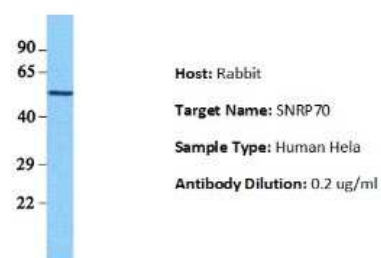 90
65
40
29
22
Host: Rabbit
Target Name: SNRP70
Sample Type: Human Hela
Antibody Dilution: 0.2 ug/ml